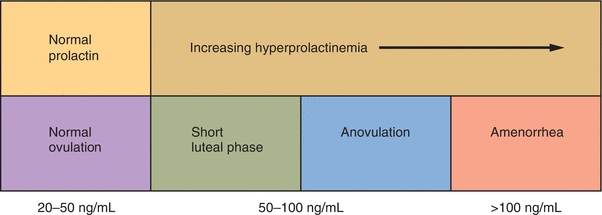 Normal
prolactin
Increasing hyperprolactinemia
Normal
ovulation
Short
luteal phase
Anovulation
Amenorrhea
20–50 ng/mL
50–100 ng/mL
>100 ng/mL